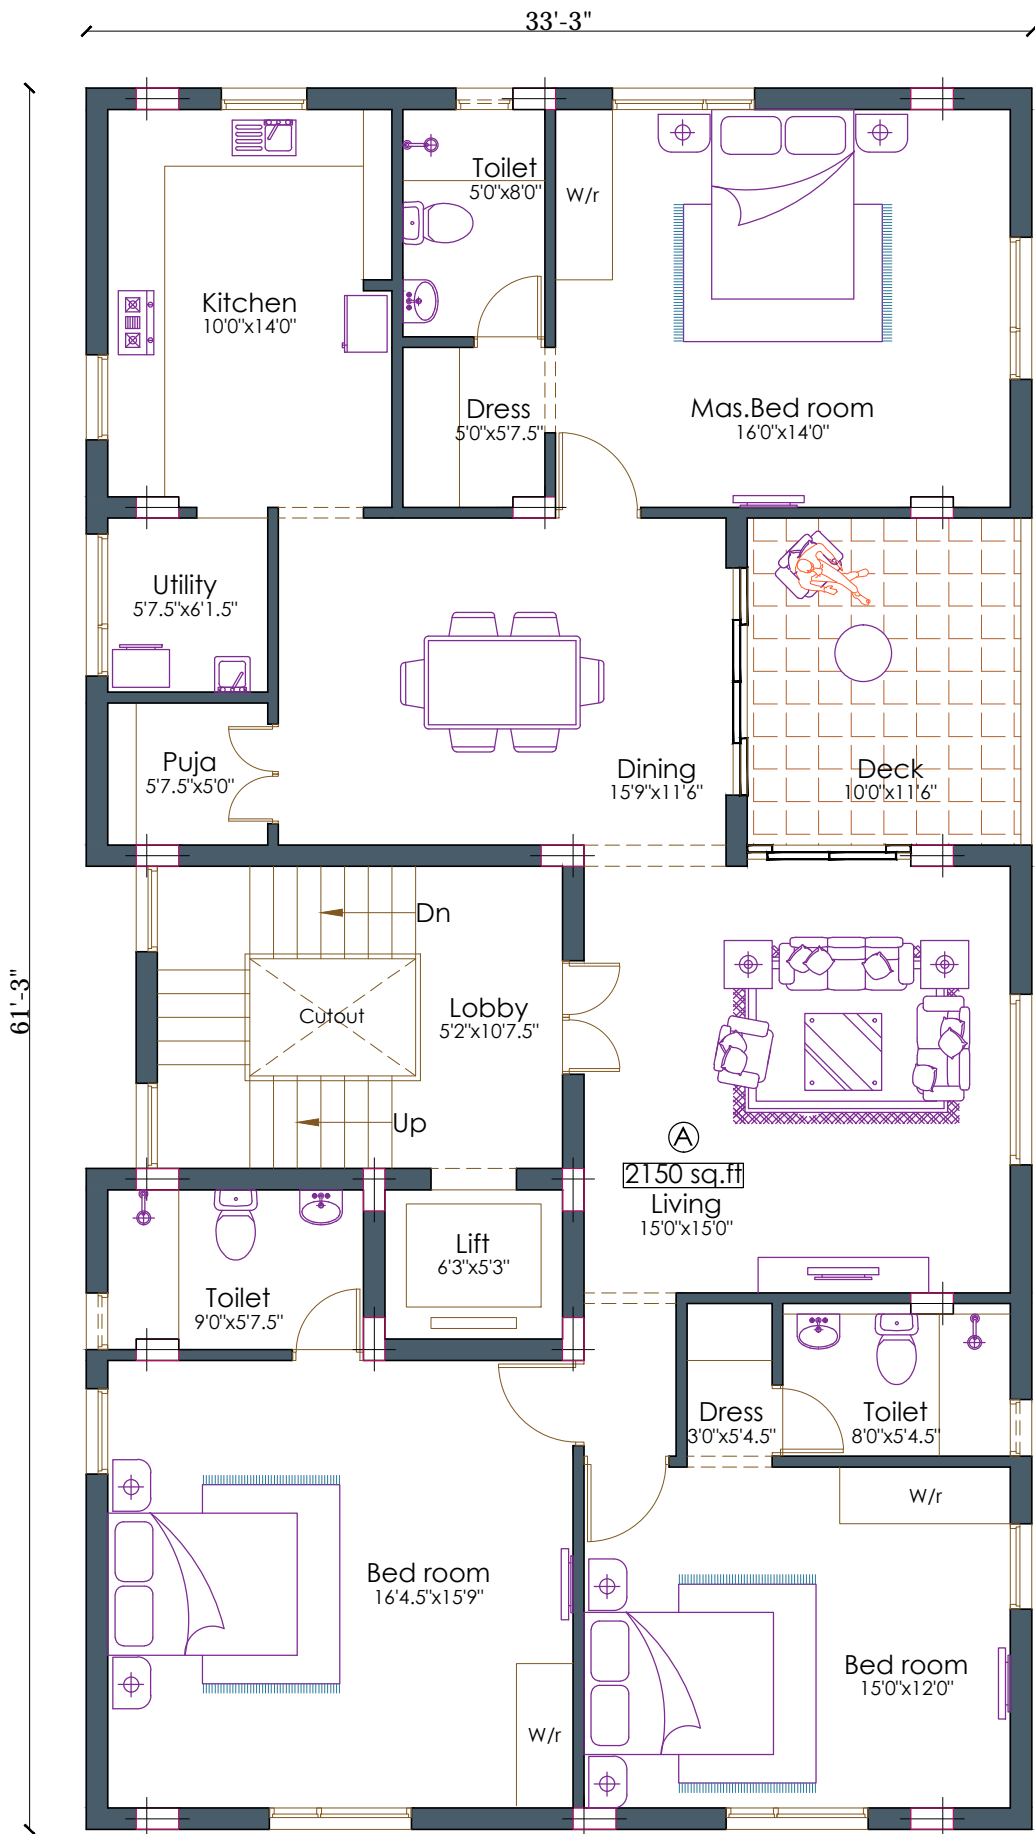 33'-3"
Toilet
5'0"x8'0"
W/r
Kitchen
10'0"x14'0"
Dress
5'0"x5'7.5"
Mas.Bed room
16'0"x14'0"
Utility
5'7.5"x6'1.5"
Puja
5'7.5"x5'0"
Dining
15'9"x11'6"
Deck
10'0"x11'6"
61'-3"
Dn
Cutout
Lobby
5'2"x10'7.5"
Up
A
2150 sq.ft
Living
15'0"x15'0"
Lift
6'3"x5'3"
Toilet
9'0"x5'7.5"
Dress
3'0"x5'4.5"
Toilet
8'0"x5'4.5"
W/r
Bed room
16'4.5"x15'9"
Bed room
15'0"x12'0"
W/r